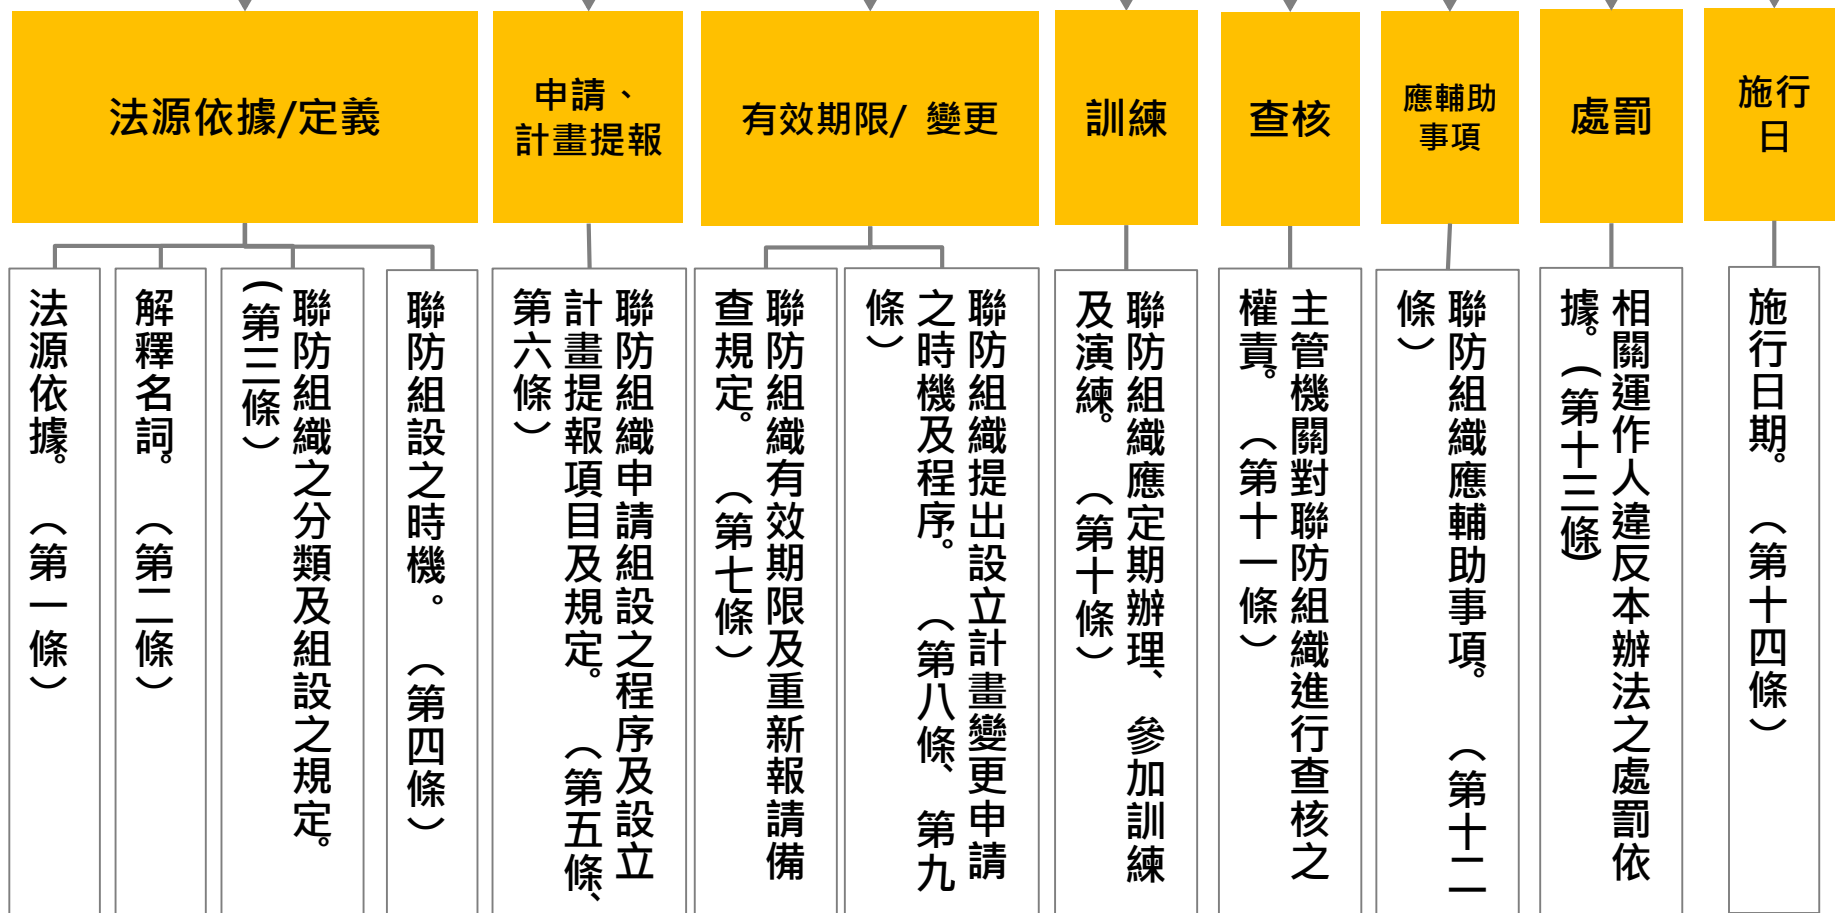 法源依據/定義
申請、
計畫提報
有效期限/ 變更
訓練
查核
應輔助
事項
處罰
施行
日
法源依據。（第一條）
解釋名詞。（第二條）
聯防組織之分類及組設之規定。
（第三條）
聯防組設之時機。（第四條）
聯防組織申請組設之程序及設立
計畫提報項目及規定。（第五條、
第六條）
聯防組織有效期限及重新報請備
查規定。（第七條）
聯防組織提出設立計畫變更申請
之時機及程序。（第八條、第九
條）
聯防組織應定期辦理、參加訓練
及演練。（第十條）
主管機關對聯防組織進行查核之
權責。（第十一條）
聯防組織應輔助事項。（第十二
條）
相關運作人違反本辦法之處罰依
據。（第十三條）
施行日期。（第十四條）